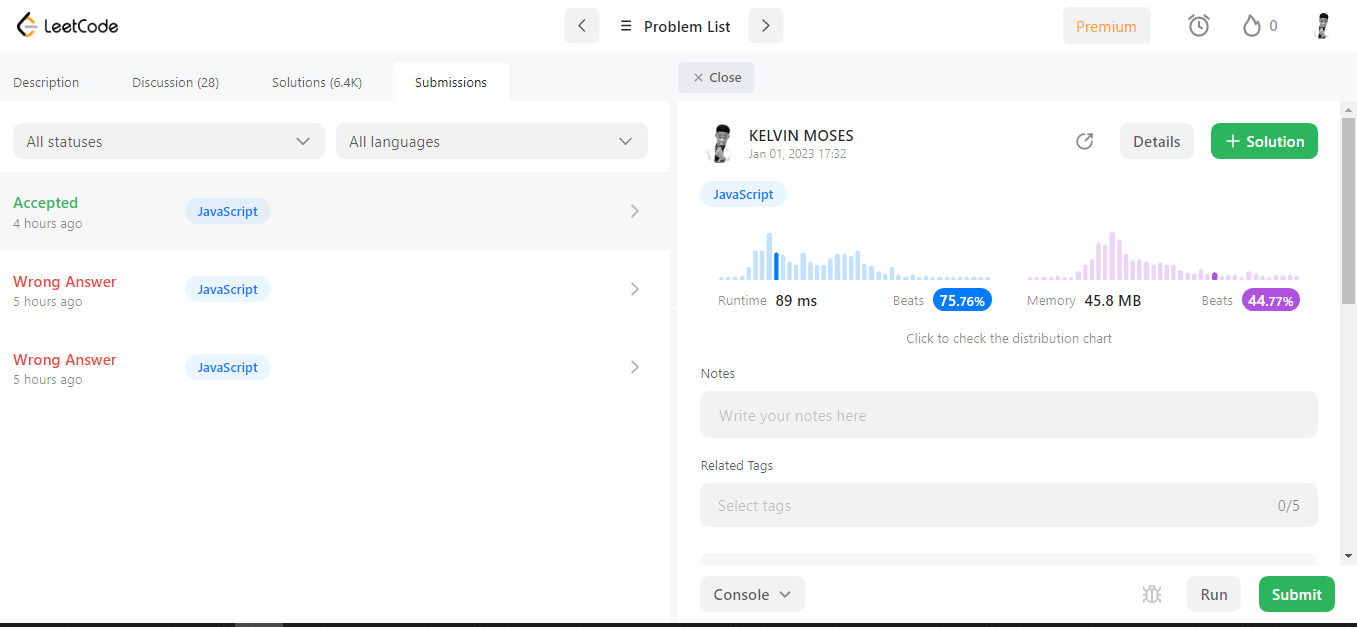 LeetCode
Problem List
Premium
0
Description
Discussion (28)
Solutions (6.4K)
Submissions
Close
All statuses
All languages
Accepted
4 hours ago
JavaScript
Wrong Answer
5 hours ago
JavaScript
Wrong Answer
5 hours ago
JavaScript
KELVIN MOSES
Jan 01, 2023 17:32
Details
+ Solution
JavaScript
Runtime 89 ms Beats 75.76%
Memory 45.8 MB Beats 44.77%
Click to check the distribution chart
Notes
Write your notes here
Related Tags
Select tags 0/5
Console
Run
Submit